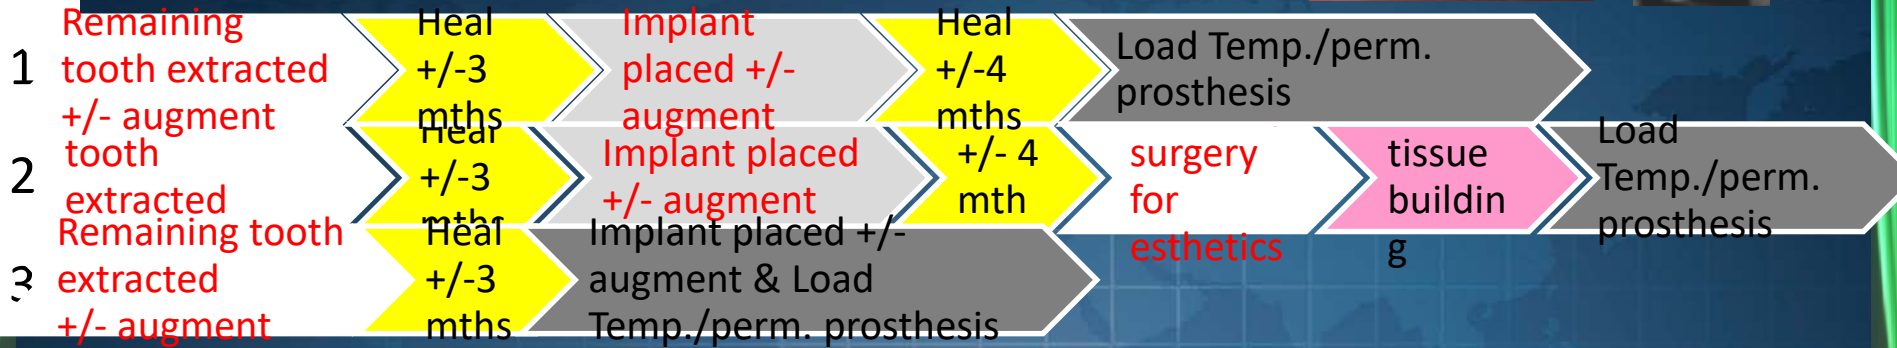 1
Remaining
tooth extracted
+/- augment
Heal
+/-3
mths
Implant
placed +/-
augment
Heal
+/-4
mths
Load Temp./perm.
prosthesis
2
tooth
extracted
Heal
+/-3
mths
Implant placed
+/- augment
+/- 4
mth
surgery
for
esthetics
tissue
buildin
g
Load
Temp./perm.
prosthesis
3
Remaining tooth
extracted
+/- augment
Heal
+/-3
mths
Implant placed +/-
augment & Load
Temp./perm. prosthesis